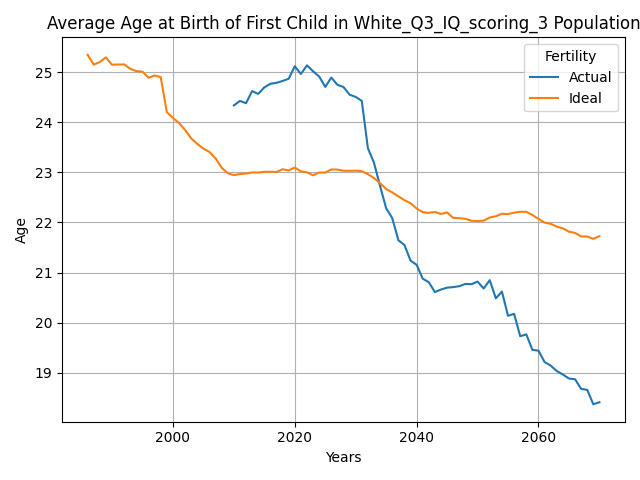 Average Age at Birth of First Child in White_Q3_IQ_scoring_3 Population
Fertility
Actual
Ideal
25
24
23
22
21
20
19
Age
2000
2020
2040
2060
Years